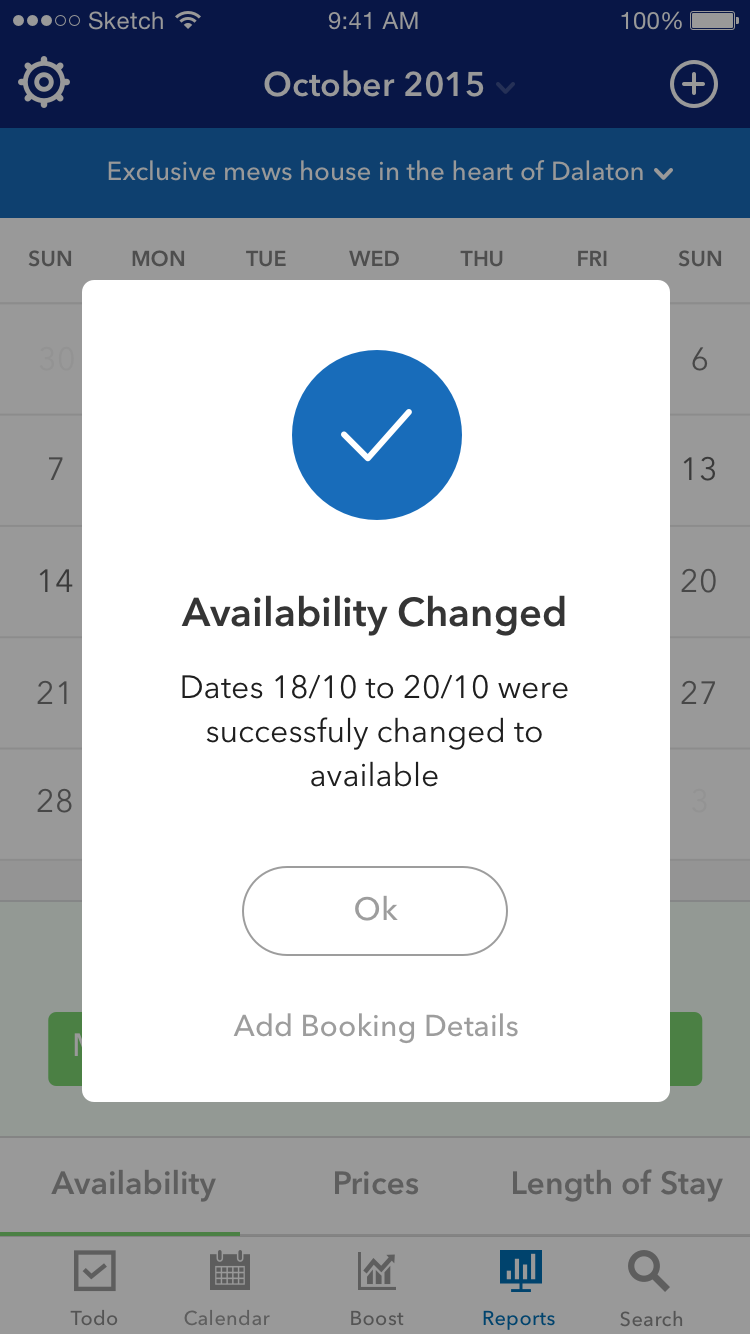 Sketch 9:41 AM 100%
October 2015
Exclusive mews house in the heart of Dalaton
SUN MON TUE WED THU FRI SUN
30 6
7 13
14 20
21 27
28 3
Availability Changed
Dates 18/10 to 20/10 were
successfuly changed to
available
Ok
Add Booking Details
Availability Prices Length of Stay
Todo Calendar Boost Reports Search